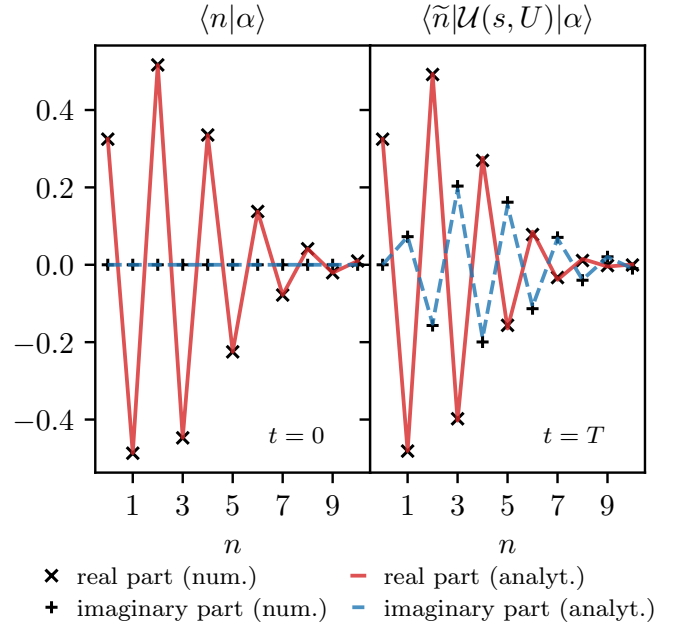 ⟨n|α⟩
⟨ñ|𝒰(s, U)|α⟩
0.4
0.2
0.0
−0.2
−0.4
t = 0
t = T
1 3 5 7 9
1 3 5 7 9
n
n
real part (num.)
real part (analyt.)
imaginary part (num.)
imaginary part (analyt.)